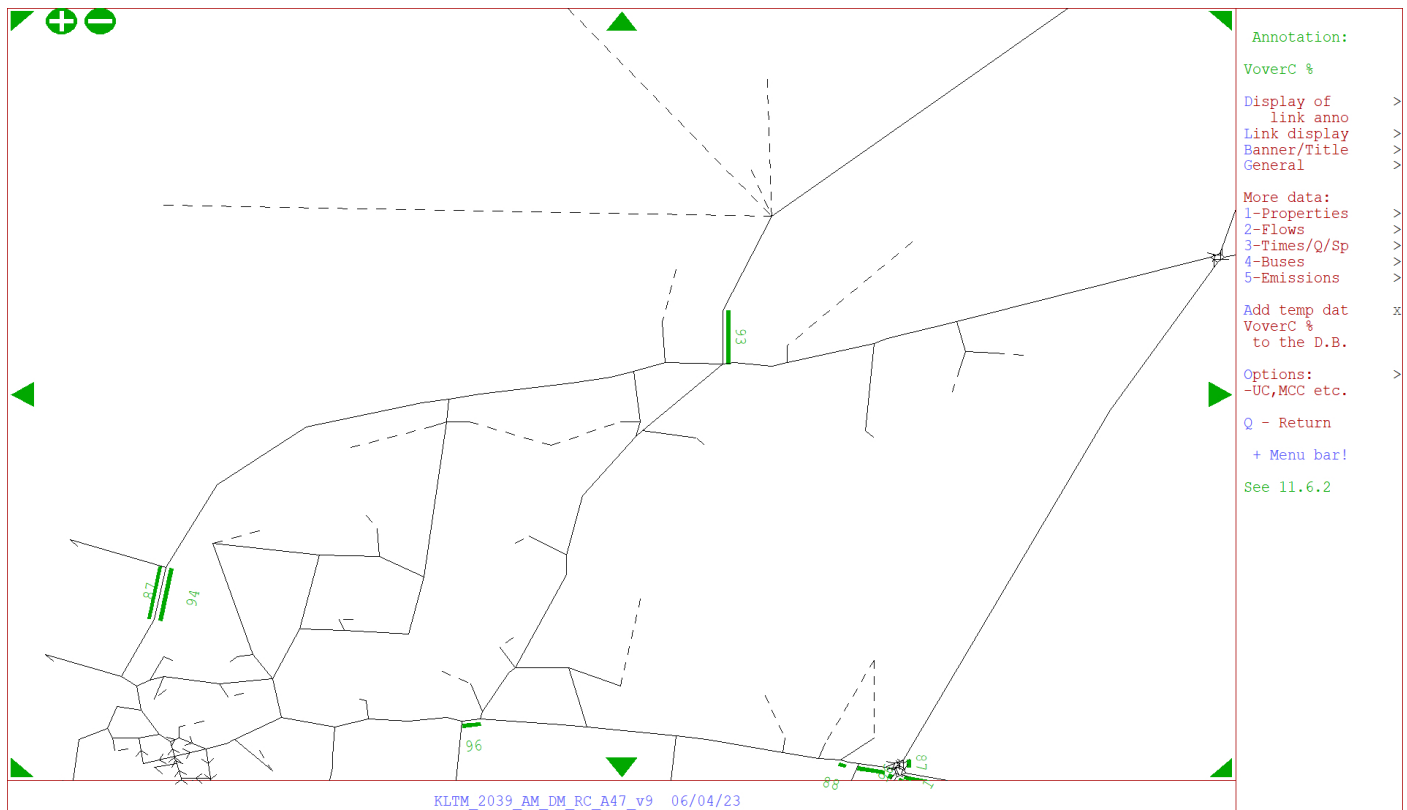 Annotation:
VoverC %
Display of >
link anno
Link display >
Banner/Title >
General >
More data:
1-Properties >
2-Flows >
3-Times/Q/Sp >
4-Buses >
5-Emissions >
Add temp dat x
VoverC %
to the D.B.
Options: >
-UC,MCC etc.
Q - Return
+ Menu bar!
See 11.6.2
93
87
94
96
87
88
KLTM_2039_AM_DM_RC_A47_v9 06/04/23